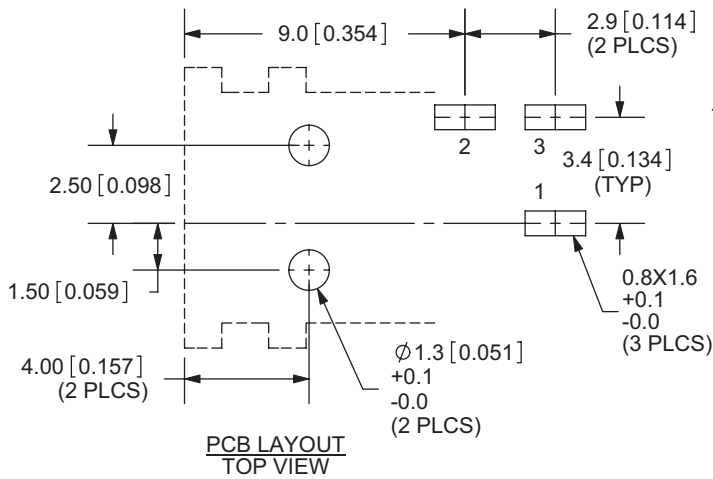 9.0 [0.354]
2.9 [0.114]
(2 PLCS)
2
3
2.50 [0.098]
3.4 [0.134]
(TYP)
1
1.50 [0.059]
0.8X1.6
+0.1
-0.0
(3 PLCS)
4.00 [0.157]
(2 PLCS)
Ø1.3 [0.051]
+0.1
-0.0
(2 PLCS)
PCB LAYOUT
TOP VIEW